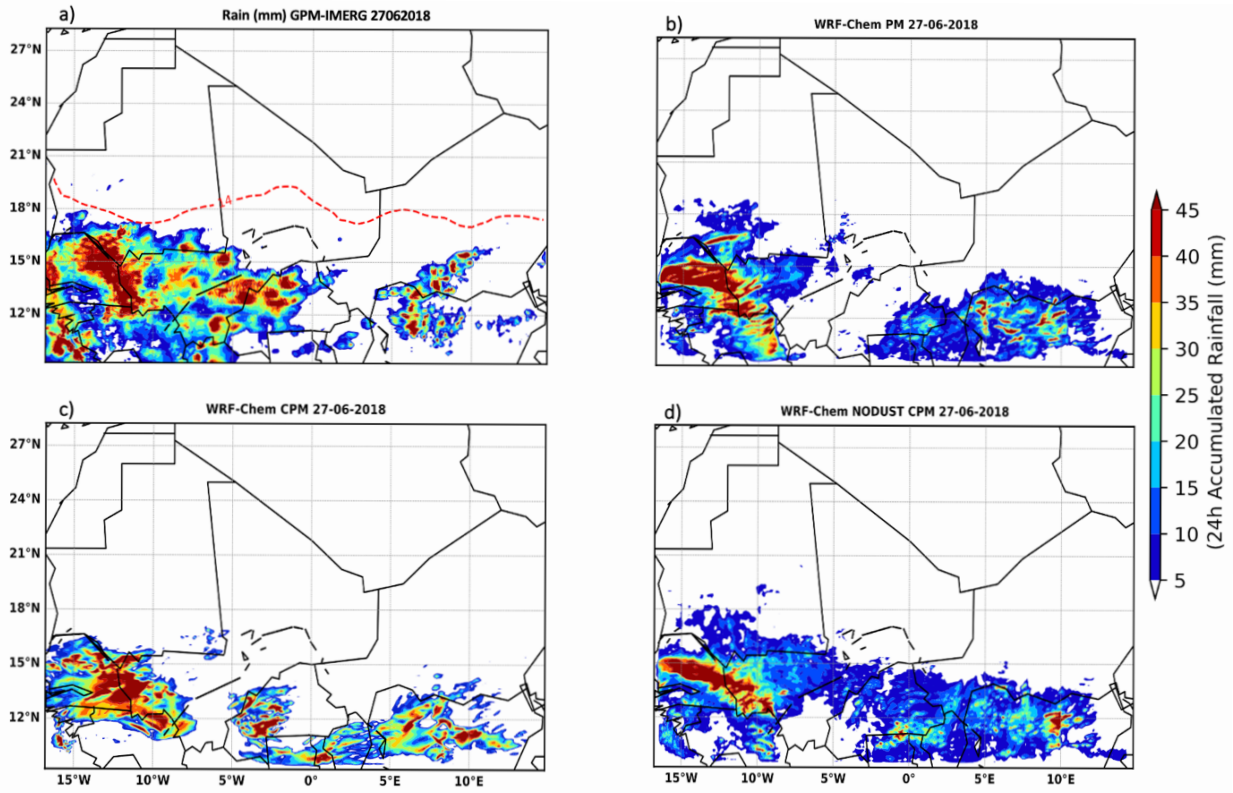 a)
Rain (mm) GPM-IMERG 27062018
27°N
24°N
21°N
18°N
15°N
12°N
b)
WRF-Chem PM 27-06-2018
c)
WRF-Chem CPM 27-06-2018
27°N
24°N
21°N
18°N
15°N
12°N
15°W
10°W
5°W
0°
5°E
10°E
d)
WRF-Chem NODUST CPM 27-06-2018
15°W
10°W
5°W
0°
5°E
10°E
45
40
35
30
25
20
15
10
5
(24h Accumulated Rainfall (mm)